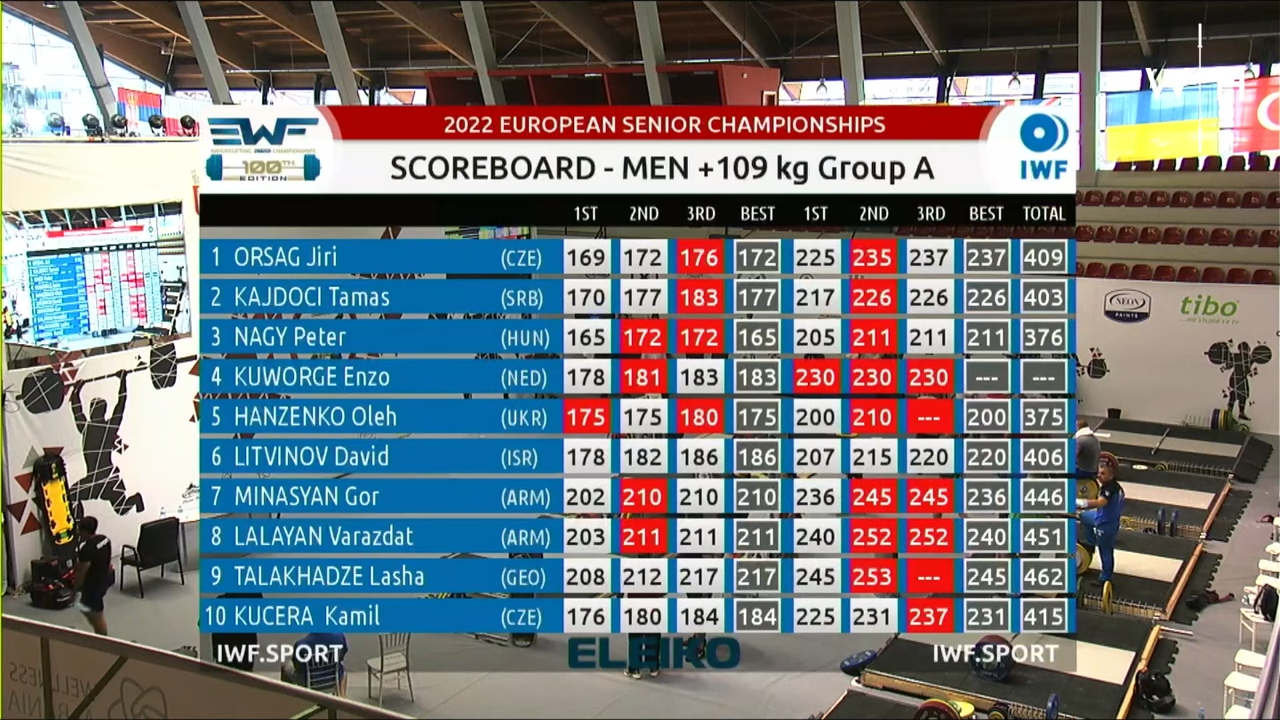 2022 EUROPEAN SENIOR CHAMPIONSHIPS
EWF
100TH
EDITION
SCOREBOARD - MEN +109 kg Group A
IWF
1ST 2ND 3RD BEST 1ST 2ND 3RD BEST TOTAL
1 ORSAG Jiri (CZE) 169 172 176 172 225 235 237 237 409
2 KAJDOCI Tamas (SRB) 170 177 183 177 217 226 226 226 403
3 NAGY Peter (HUN) 165 172 172 165 205 211 211 211 376
4 KUWORGE Enzo (NED) 178 181 183 183 230 230 230 --- ---
5 HANZENKO Oleh (UKR) 175 175 180 175 200 210 --- 200 375
6 LITVINOV David (ISR) 178 182 186 186 207 215 220 220 406
7 MINASYAN Gor (ARM) 202 210 210 210 236 245 245 236 446
8 LALAYAN Varazdat (ARM) 203 211 211 211 240 252 252 240 451
9 TALAKHADZE Lasha (GEO) 208 212 217 217 245 253 --- 245 462
10 KUCERA Kamil (CZE) 176 180 184 184 225 231 237 231 415
IWF.SPORT ELEIKO IWF.SPORT
NEON
PAINTS
tibo